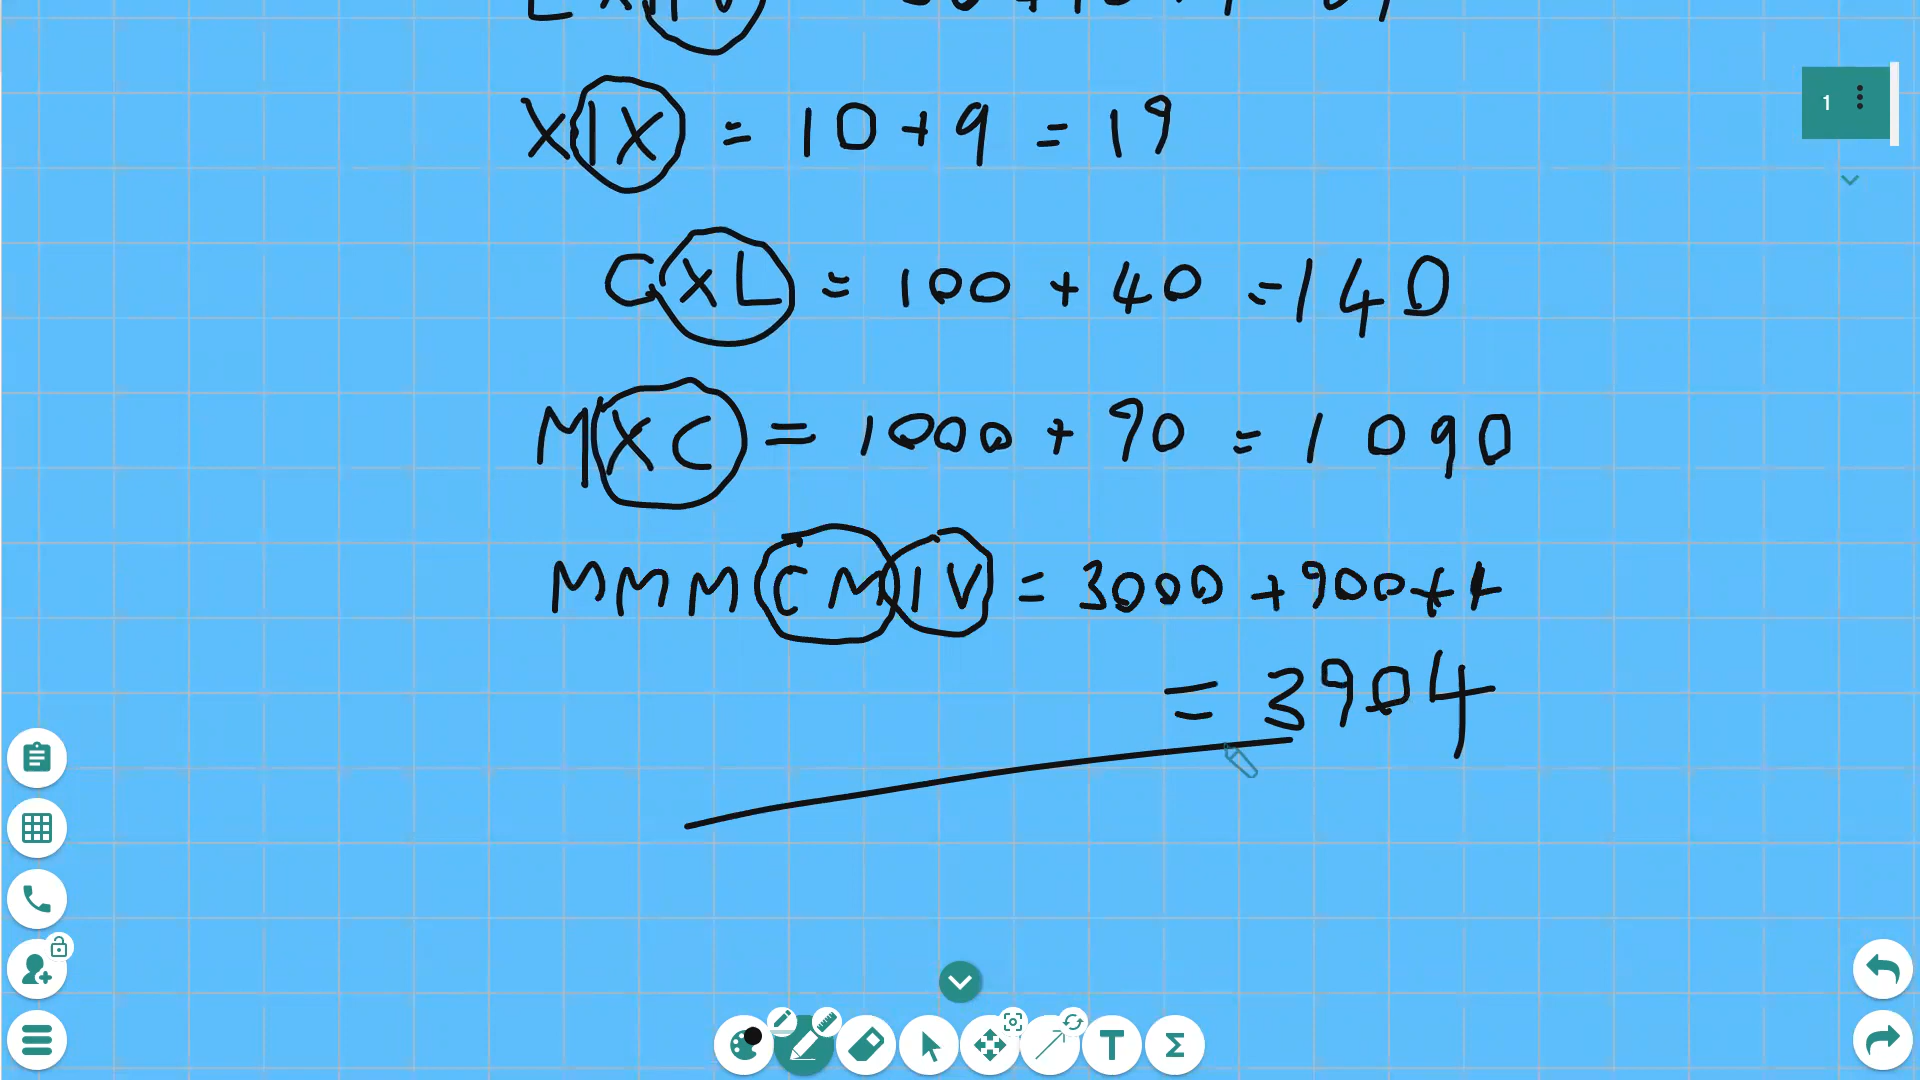 XIX = 10 + 9 = 19
1
CXL = 100 + 40 = 140
MXC = 1000 + 90 = 1090
MMMCMIV = 3000 + 900 + 4
= 3904
T Σ